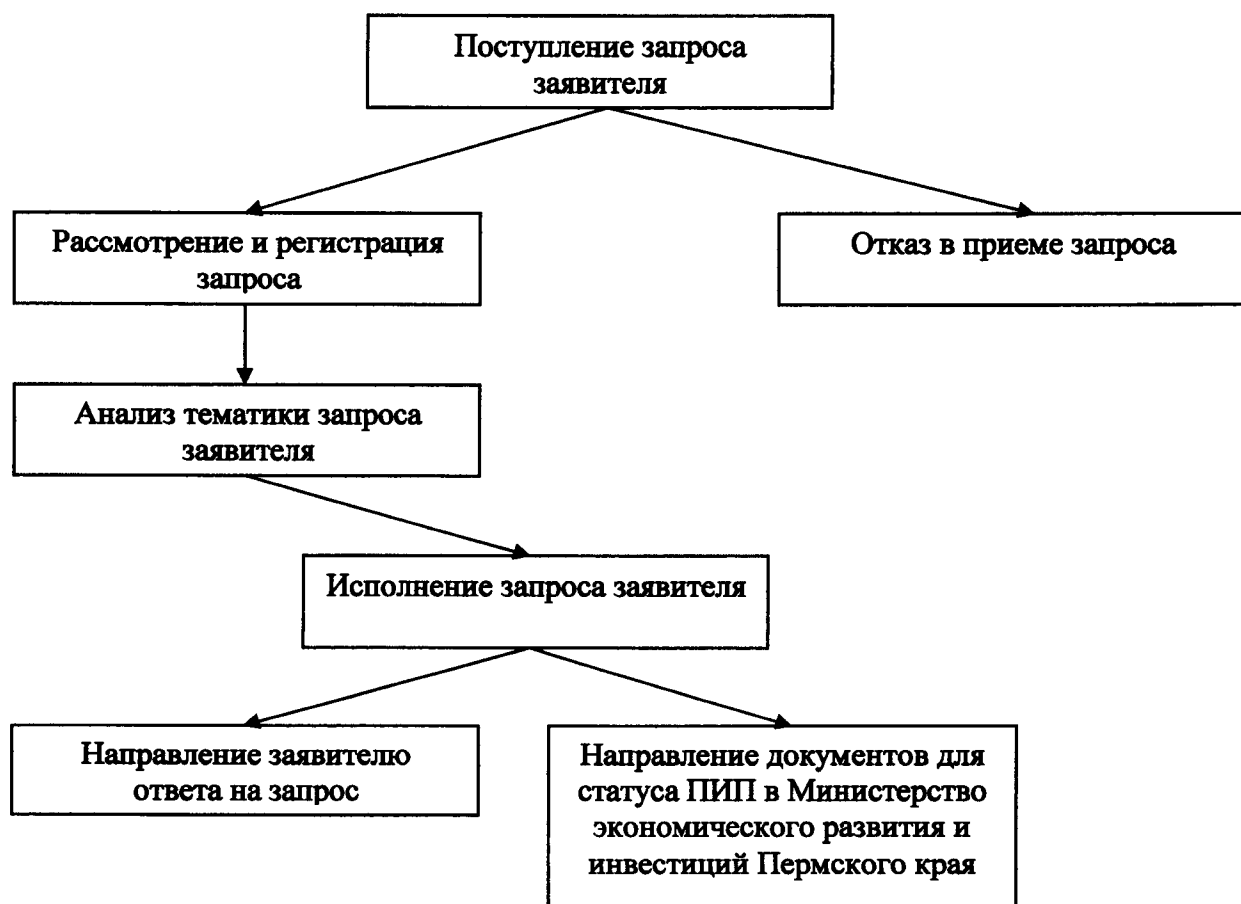 Поступление запроса
заявителя
Рассмотрение и регистрация
запроса
Отказ в приеме запроса
Анализ тематики запроса
заявителя
Исполнение запроса заявителя
Направление заявителю
ответа на запрос
Направление документов для
статуса ПИП в Министерство
экономического развития и
инвестиций Пермского края